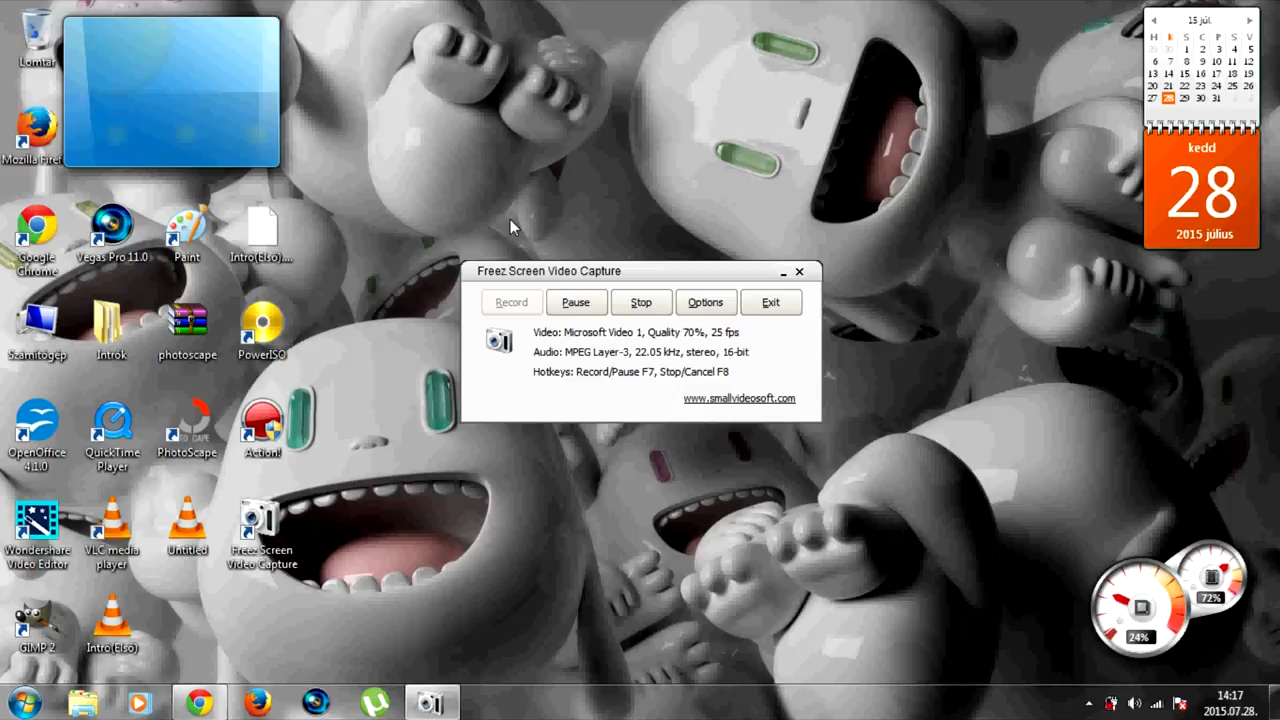 Lomtár
Mozilla Firef
Google
Chrome
Vegas Pro 11.0
Paint
Intro(Elso)....
Számítógép
Intrók
photoscape
PowerISO
OpenOffice
4.1.0
QuickTime
Player
PhotoScape
Action!
Wondershare
Video Editor
VLC media
player
Untitled
Freez Screen
Video Capture
GIMP 2
Intro(Elso)
Freez Screen Video Capture
Record Pause Stop Options Exit
Video: Microsoft Video 1, Quality 70%, 25 fps
Audio: MPEG Layer-3, 22.05 kHz, stereo, 16-bit
Hotkeys: Record/Pause F7, Stop/Cancel F8
www.smallvideosoft.com
15 júl.
H K S C P S V
29 30 1 2 3 4 5
6 7 8 9 10 11 12
13 14 15 16 17 18 19
20 21 22 23 24 25 26
27 28 29 30 31 1 2
kedd
28
2015 július
72%
24%
14:17
2015.07.28.